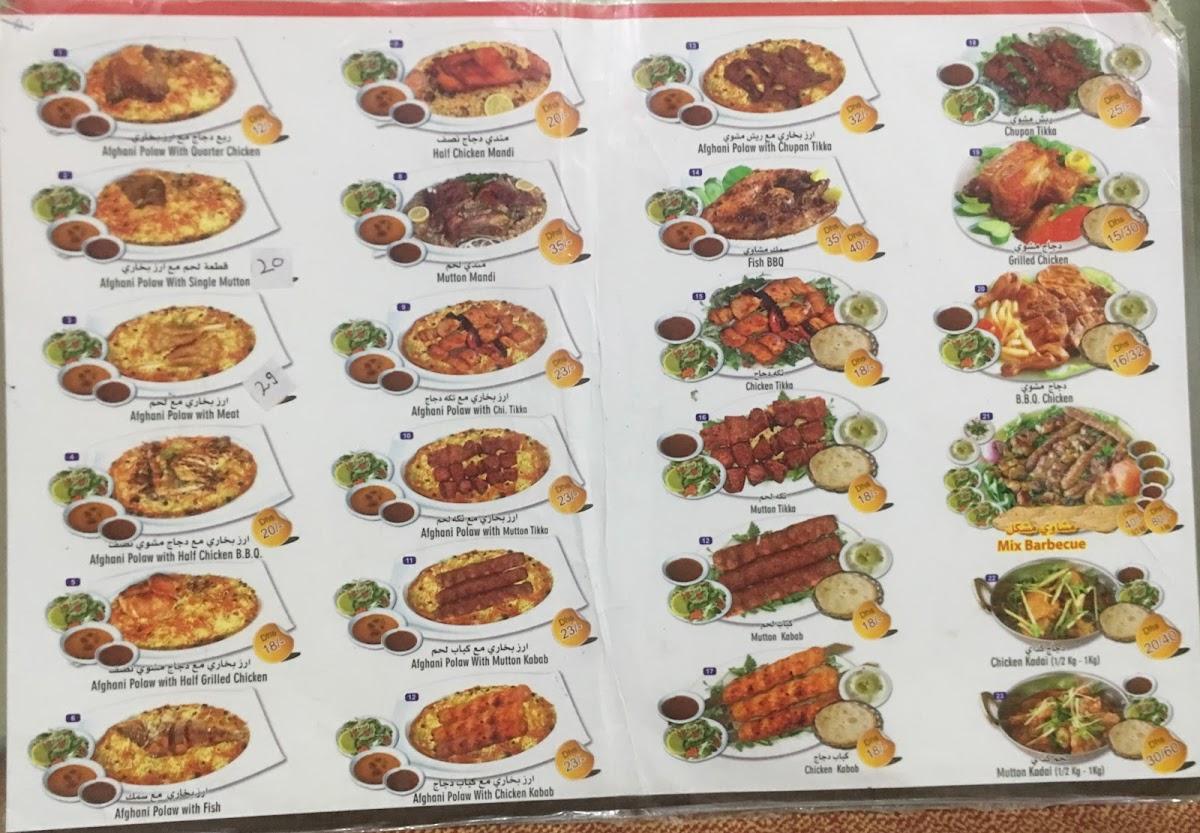 1
Dhs
12/-
ربع دجاج مع ارز بخاري
Afghani Polaw With Quarter Chicken
2
قطعة لحم مع ارز بخاري
Afghani Polaw With Single Mutton
20
3
ارز بخاري مع لحم
Afghani Polaw with Meat
29
4
Dhs
20/-
ارز بخاري مع دجاج مشوي نصف
Afghani Polaw with Half Chicken B.B.Q.
5
Dhs
18/-
ارز بخاري مع دجاج مشوي نصف
Afghani Polaw with Half Grilled Chicken
6
ارز بخاري مع سمك
Afghani Polaw with Fish
Dhs
20/-
مندي دجاج نصف
Half Chicken Mandi
8
Dhs
35/-
مندي لحم
Mutton Mandi
9
Dhs
23/-
ارز بخاري مع تكه دجاج
Afghani Polaw with Chi. Tikka
10
Dhs
23/-
ارز بخاري مع تكه لحم
Afghani Polaw with Mutton Tikka
11
Dhs
23/-
ارز بخاري مع كباب لحم
Afghani Polaw With Mutton Kabab
12
Dhs
23/-
ارز بخاري مع كباب دجاج
Afghani Polaw With Chicken Kabab
13
Dhs
32/-
ارز بخاري مع ريش مشوي
Afghani Polaw with Chupan Tikka
14
35/-
Dhs
40/-
سمك مشاوي
Fish BBQ
15
Dhs
18/-
تكه دجاج
Chicken Tikka
16
Dhs
18/-
تكه لحم
Mutton Tikka
12
Dhs
18/-
كباب لحم
Mutton Kabab
17
Dhs
18/-
كباب دجاج
Chicken Kabab
18
Dhs
25/-
ريش مشوي
Chupan Tikka
19
Dhs
15/30
دجاج مشوي
Grilled Chicken
20
Dhs
16/32
دجاج مشوي
B.B.Q. Chicken
21
Dhs
40/-
Dhs
80/-
مشاوي مشكل
Mix Barbecue
22
Dhs
20/40
دجاج كداي
Chicken Kadai (1/2 Kg - 1Kg)
23
Dhs
30/60
لحم كداي
Mutton Kadai (1/2 Kg - 1Kg)